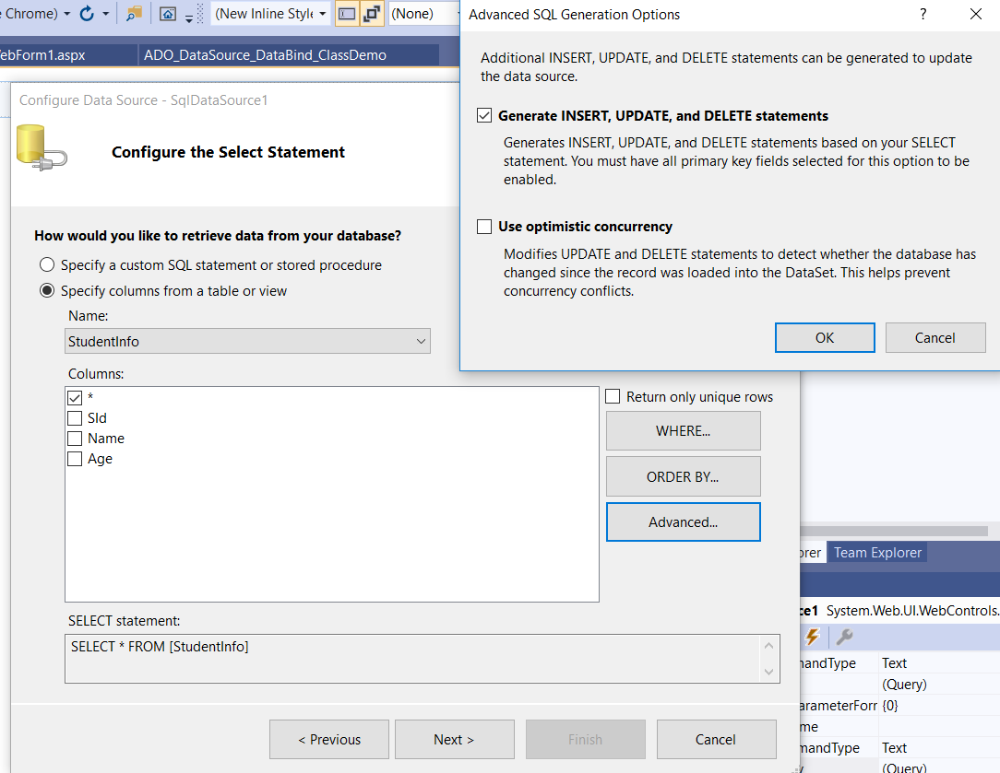 Chrome)
(New Inline Style
(None)
ebForm1.aspx
ADO_DataSource_DataBind_ClassDemo
Configure Data Source - SqlDataSource1
Configure the Select Statement
How would you like to retrieve data from your database?
Specify a custom SQL statement or stored procedure
Specify columns from a table or view
Name:
StudentInfo
Columns:
*
SId
Name
Age
Return only unique rows
WHERE...
ORDER BY...
Advanced...
SELECT statement:
SELECT * FROM [StudentInfo]
< Previous
Next >
Finish
Cancel
Advanced SQL Generation Options
?
Additional INSERT, UPDATE, and DELETE statements can be generated to update
the data source.
Generate INSERT, UPDATE, and DELETE statements
Generates INSERT, UPDATE, and DELETE statements based on your SELECT
statement. You must have all primary key fields selected for this option to be
enabled.
Use optimistic concurrency
Modifies UPDATE and DELETE statements to detect whether the database has
changed since the record was loaded into the DataSet. This helps prevent
concurrency conflicts.
OK
Cancel
orer
Team Explorer
ce1 System.Web.UI.WebControls.
mandType Text
(Query)
arameterForr {0}
me
mandType Text
(Query)